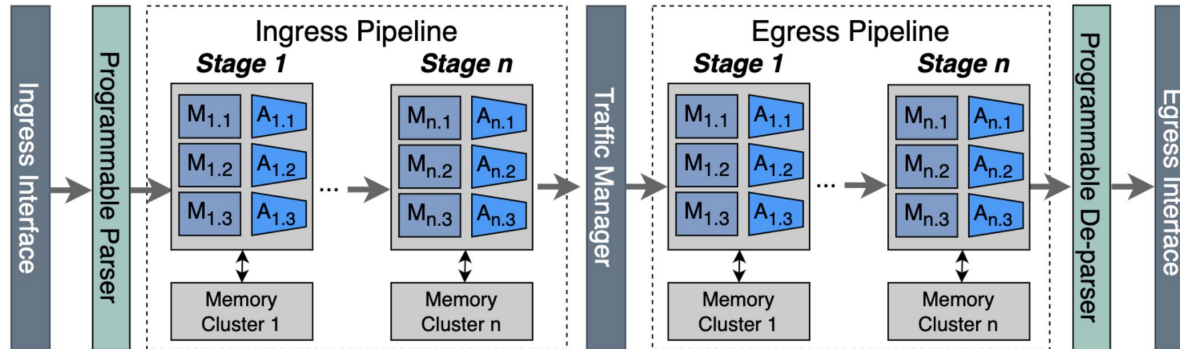 Ingress Interface
Programmable Parser
Ingress Pipeline
Stage 1
Stage n
M1.1 A1.1
M1.2 A1.2
M1.3 A1.3
...
Mn.1 An.1
Mn.2 An.2
Mn.3 An.3
Memory
Cluster 1
Memory
Cluster n
Traffic Manager
Egress Pipeline
Stage 1
Stage n
M1.1 A1.1
M1.2 A1.2
M1.3 A1.3
...
Mn.1 An.1
Mn.2 An.2
Mn.3 An.3
Memory
Cluster 1
Memory
Cluster n
Programmable De-parser
Egress Interface